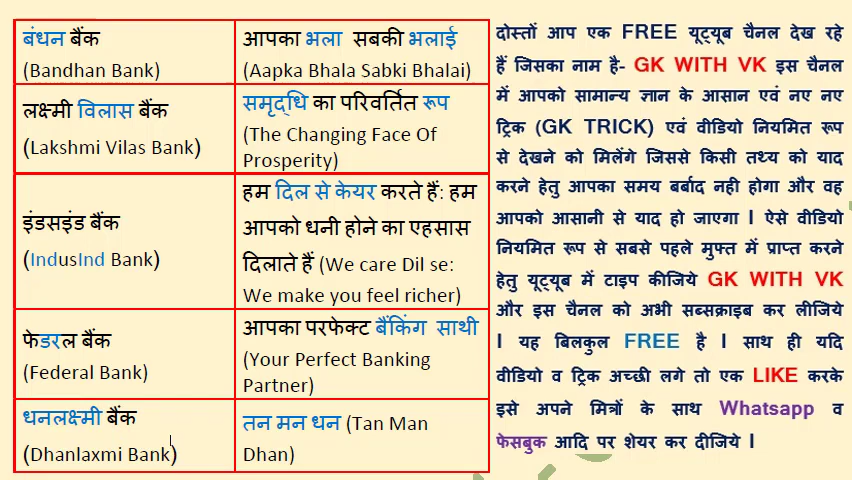 बंधन बैंक
(Bandhan Bank)
आपका भला सबकी भलाई
(Aapka Bhala Sabki Bhalai)
लक्ष्मी विलास बैंक
(Lakshmi Vilas Bank)
समृद्धि का परिवर्तित रूप
(The Changing Face Of
Prosperity)
इंडसइंड बैंक
(IndusInd Bank)
हम दिल से केयर करते हैं: हम
आपको धनी होने का एहसास
दिलाते हैं (We care Dil se:
We make you feel richer)
फेडरल बैंक
(Federal Bank)
आपका परफेक्ट बैंकिंग साथी
(Your Perfect Banking
Partner)
धनलक्ष्मी बैंक
(Dhanlaxmi Bank)
तन मन धन (Tan Man
Dhan)
दोस्तों आप एक FREE यूट्यूब चैनल देख रहे
हैं जिसका नाम है- GK WITH VK इस चैनल
में आपको सामान्य ज्ञान के आसान एवं नए नए
ट्रिक (GK TRICK) एवं वीडियो नियमित रूप
से देखने को मिलेंगे जिससे किसी तथ्य को याद
करने हेतु आपका समय बर्बाद नही होगा और वह
आपको आसानी से याद हो जाएगा । ऐसे वीडियो
नियमित रूप से सबसे पहले मुफ्त में प्राप्त करने
हेतु यूट्यूब में टाइप कीजिये GK WITH VK
और इस चैनल को अभी सब्सक्राइब कर लीजिये
। यह बिलकुल FREE है । साथ ही यदि
वीडियो व ट्रिक अच्छी लगे तो एक LIKE करके
इसे अपने मित्रों के साथ Whatsapp व
फेसबुक आदि पर शेयर कर दीजिये ।